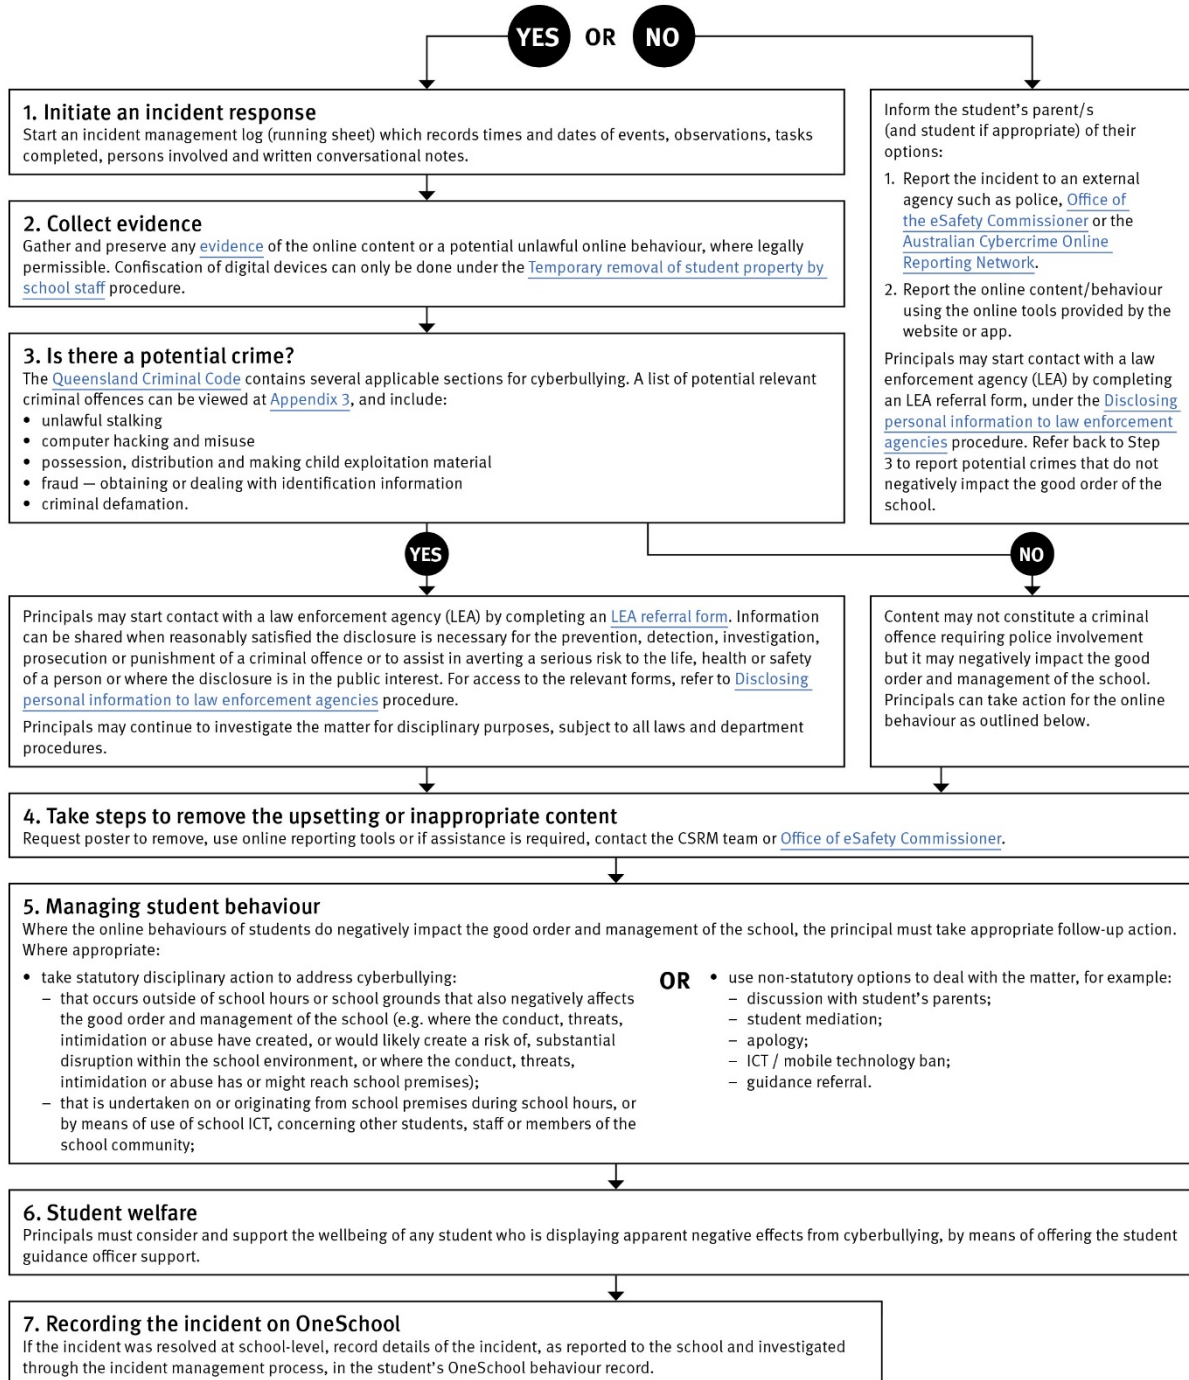 YES OR NO
1. Initiate an incident response
Start an incident management log (running sheet) which records times and dates of events, observations, tasks
completed, persons involved and written conversational notes.
Inform the student's parent/s
(and student if appropriate) of their
options:
1. Report the incident to an external
agency such as police, Office of
the eSafety Commissioner or the
Australian Cybercrime Online
Reporting Network.
2. Report the online content/behaviour
using the online tools provided by the
website or app.
Principals may start contact with a law
enforcement agency (LEA) by completing
an LEA referral form, under the Disclosing
personal information to law enforcement
agencies procedure. Refer back to Step
3 to report potential crimes that do not
negatively impact the good order of the
school.
2. Collect evidence
Gather and preserve any evidence of the online content or a potential unlawful online behaviour, where legally
permissible. Confiscation of digital devices can only be done under the Temporary removal of student property by
school staff procedure.
3. Is there a potential crime?
The Queensland Criminal Code contains several applicable sections for cyberbullying. A list of potential relevant
criminal offences can be viewed at Appendix 3, and include:
• unlawful stalking
• computer hacking and misuse
• possession, distribution and making child exploitation material
• fraud — obtaining or dealing with identification information
• criminal defamation.
YES
NO
Principals may start contact with a law enforcement agency (LEA) by completing an LEA referral form. Information
can be shared when reasonably satisfied the disclosure is necessary for the prevention, detection, investigation,
prosecution or punishment of a criminal offence or to assist in averting a serious risk to the life, health or safety
of a person or where the disclosure is in the public interest. For access to the relevant forms, refer to Disclosing
personal information to law enforcement agencies procedure.
Principals may continue to investigate the matter for disciplinary purposes, subject to all laws and department
procedures.
Content may not constitute a criminal
offence requiring police involvement
but it may negatively impact the good
order and management of the school.
Principals can take action for the online
behaviour as outlined below.
4. Take steps to remove the upsetting or inappropriate content
Request poster to remove, use online reporting tools or if assistance is required, contact the CSRM team or Office of eSafety Commissioner.
5. Managing student behaviour
Where the online behaviours of students do negatively impact the good order and management of the school, the principal must take appropriate follow-up action.
Where appropriate:
• take statutory disciplinary action to address cyberbullying:
– that occurs outside of school hours or school grounds that also negatively affects
the good order and management of the school (e.g. where the conduct, threats,
intimidation or abuse have created, or would likely create a risk of, substantial
disruption within the school environment, or where the conduct, threats,
intimidation or abuse has or might reach school premises);
– that is undertaken on or originating from school premises during school hours, or
by means of use of school ICT, concerning other students, staff or members of the
school community;
OR
• use non-statutory options to deal with the matter, for example:
– discussion with student's parents;
– student mediation;
– apology;
– ICT / mobile technology ban;
– guidance referral.
6. Student welfare
Principals must consider and support the wellbeing of any student who is displaying apparent negative effects from cyberbullying, by means of offering the student
guidance officer support.
7. Recording the incident on OneSchool
If the incident was resolved at school-level, record details of the incident, as reported to the school and investigated
through the incident management process, in the student's OneSchool behaviour record.